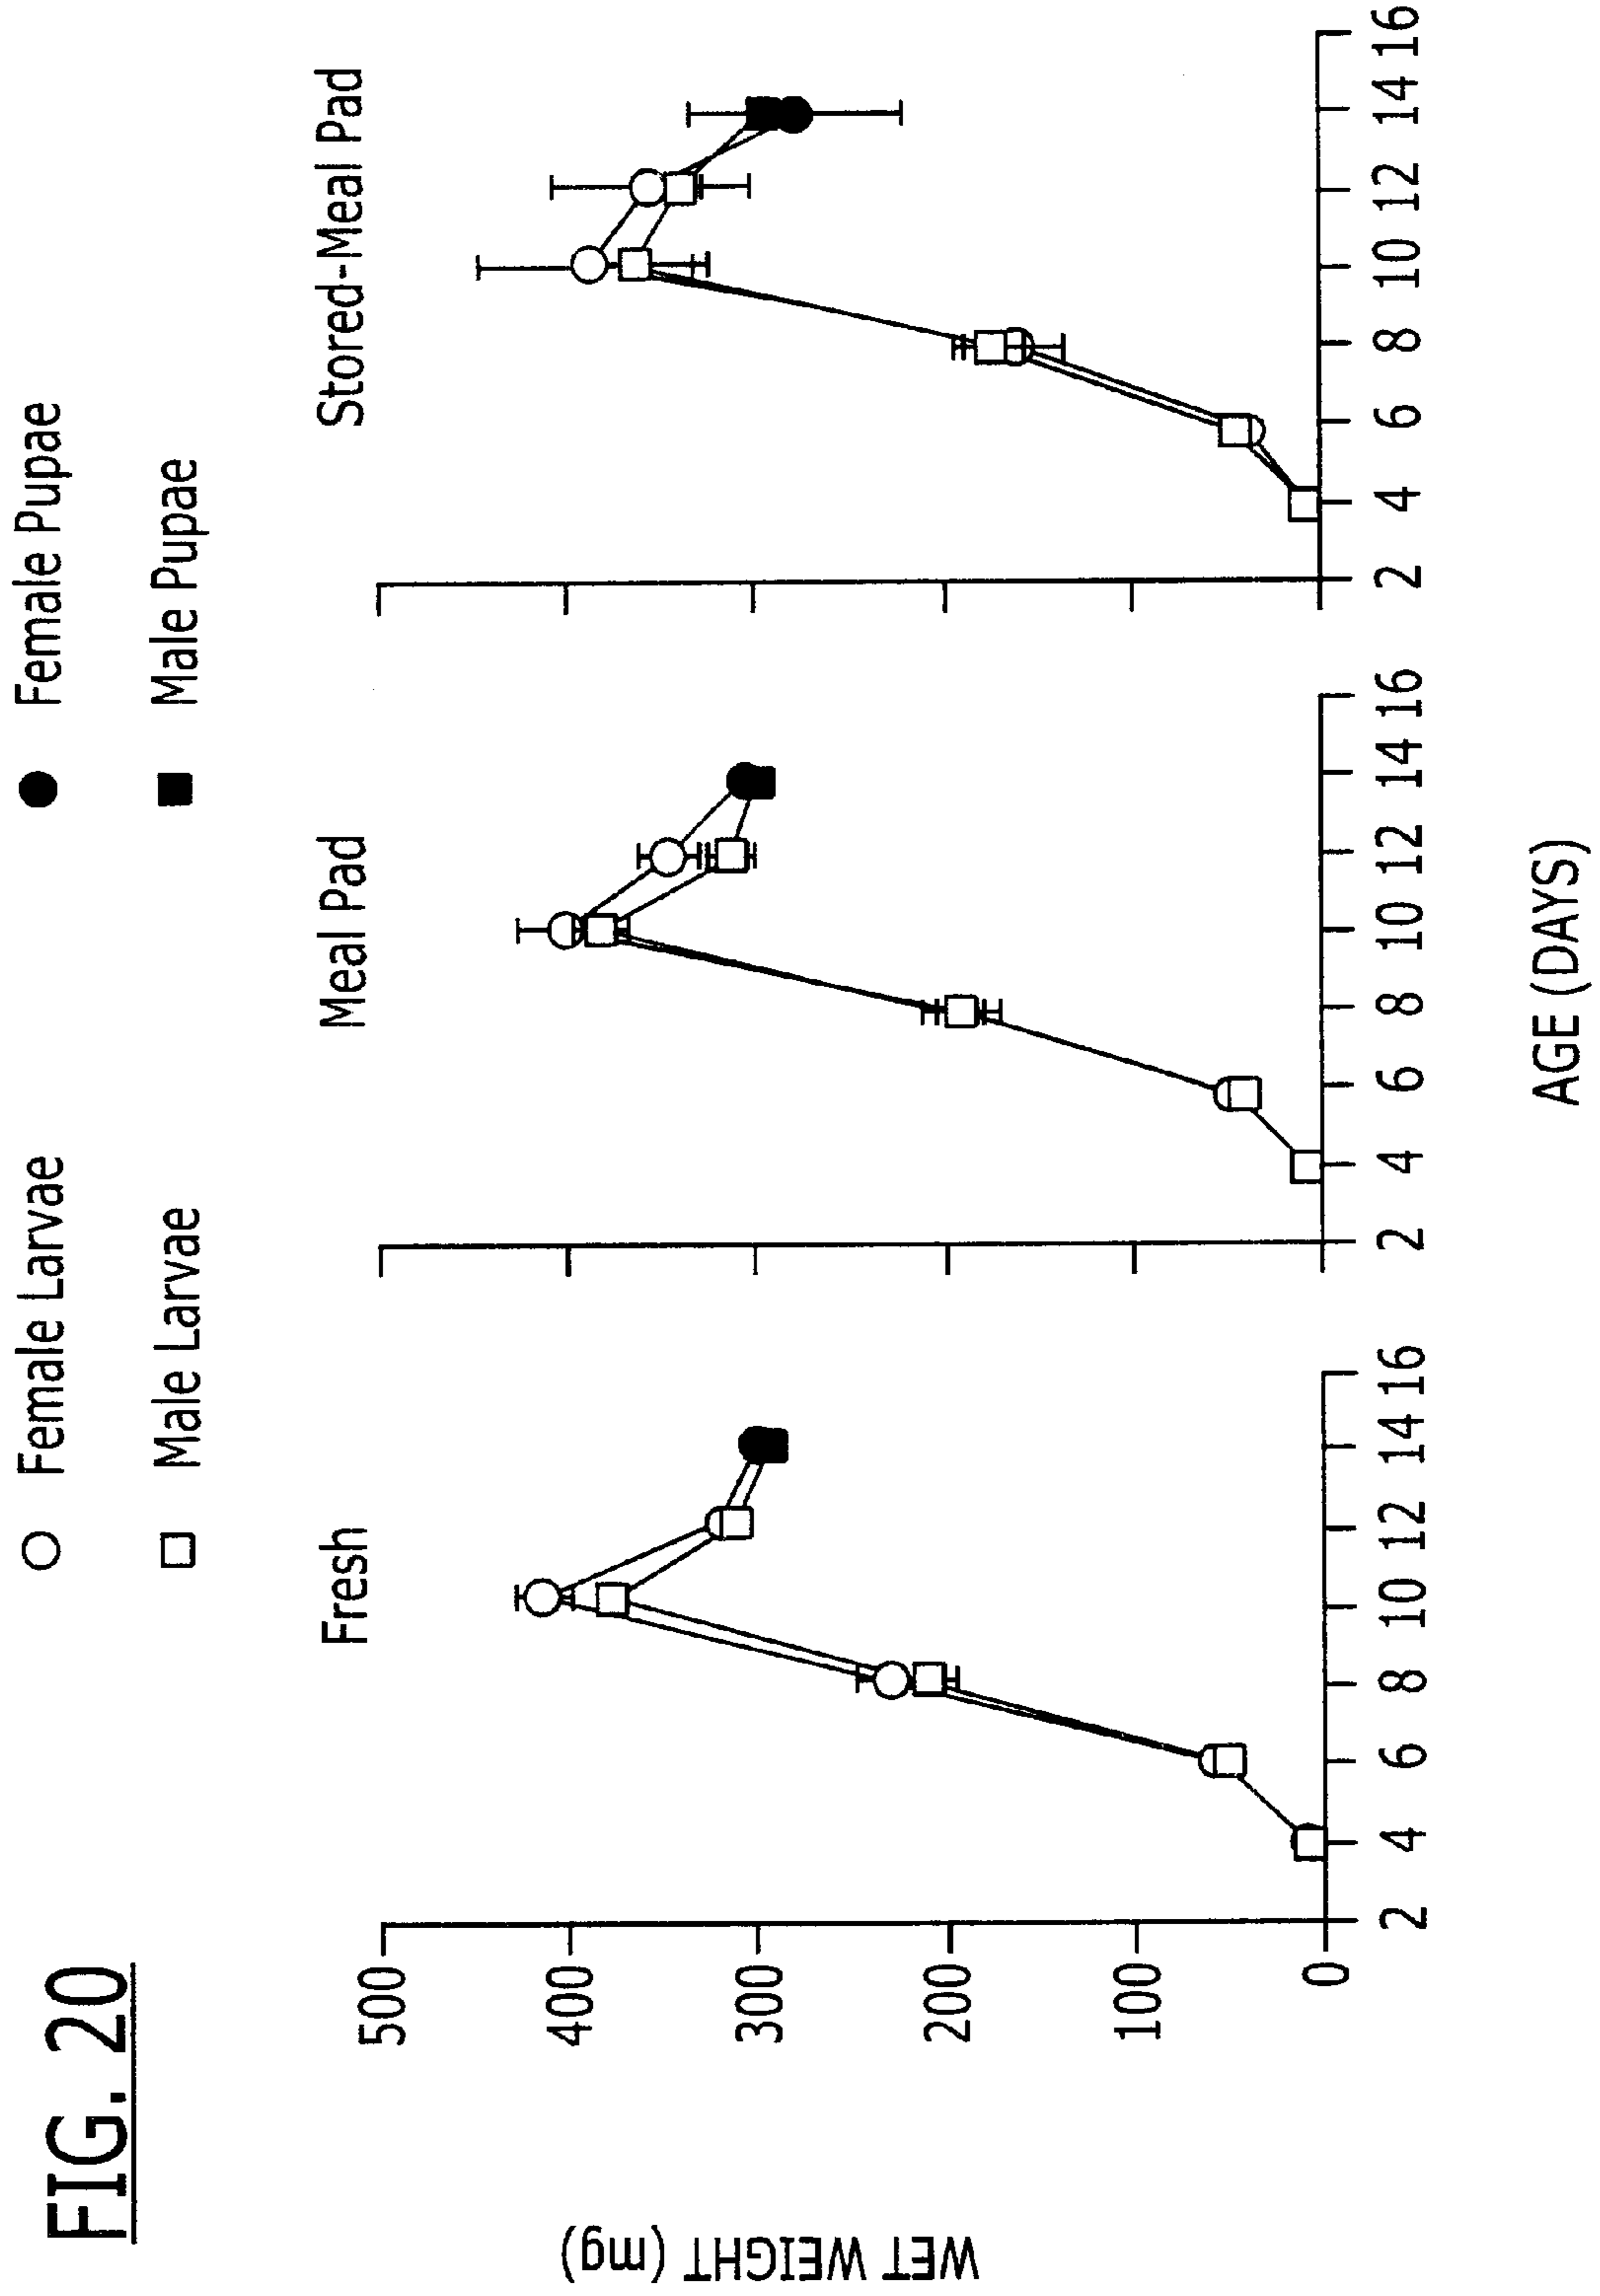 FIG. 20
Female Larvae
Female Pupae
Male Larvae
Male Pupae
Fresh
Meal Pad
Stored-Meal Pad
WET WEIGHT (mg)
500
400
300
200
100
0
2 4 6 8 10 12 14 16
2 4 6 8 10 12 14 16
2 4 6 8 10 12 14 16
AGE (DAYS)